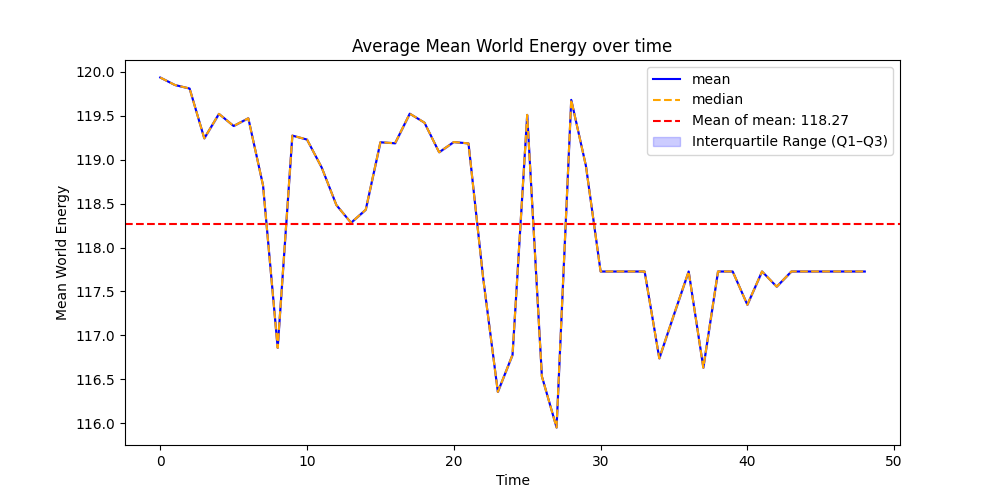 Average Mean World Energy over time
mean
median
Mean of mean: 118.27
Interquartile Range (Q1–Q3)
Mean World Energy
120.0
119.5
119.0
118.5
118.0
117.5
117.0
116.5
116.0
0 10 20 30 40 50
Time